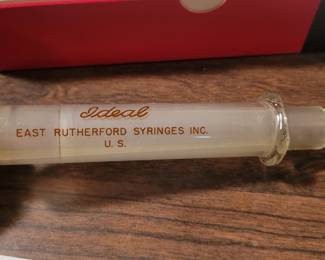 Ideal
EAST RUTHERFORD SYRINGES INC.
U. S.